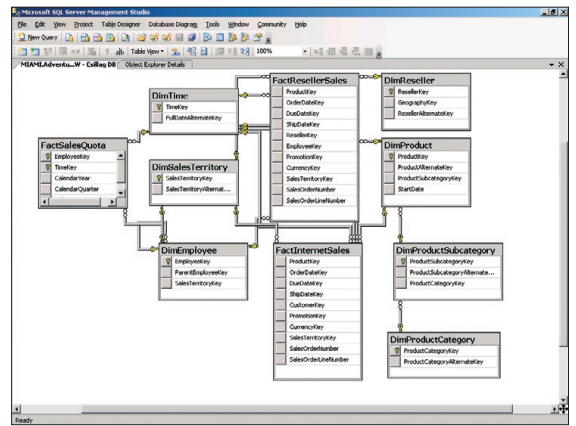 Microsoft SQL Server Management Studio
File Edit View Project Table Designer Database Diagram Tools Window Community Help
New Query
Table View 100%
MIAMI.Adventu...W - Csillag DB Object Explorer Details
FactResellerSales
ProductKey
OrderDateKey
DueDateKey
ShipDateKey
ResellerKey
EmployeeKey
PromotionKey
CurrencyKey
SalesTerritoryKey
SalesOrderNumber
SalesOrderLineNumber
DimReseller
ResellerKey
GeographyKey
ResellerAlternateKey
DimTime
TimeKey
FullDateAlternateKey
FactSalesQuota
EmployeeKey
TimeKey
CalendarYear
CalendarQuarter
DimSalesTerritory
SalesTerritoryKey
SalesTerritoryAlternat...
DimProduct
ProductKey
ProductAlternateKey
ProductSubcategoryKey
StartDate
DimEmployee
EmployeeKey
ParentEmployeeKey
SalesTerritoryKey
FactInternetSales
ProductKey
OrderDateKey
DueDateKey
ShipDateKey
CustomerKey
PromotionKey
CurrencyKey
SalesTerritoryKey
SalesOrderNumber
SalesOrderLineNumber
DimProductSubcategory
ProductSubcategoryKey
ProductSubcategoryAlternate...
ProductCategoryKey
DimProductCategory
ProductCategoryKey
ProductCategoryAlternateKey
Ready